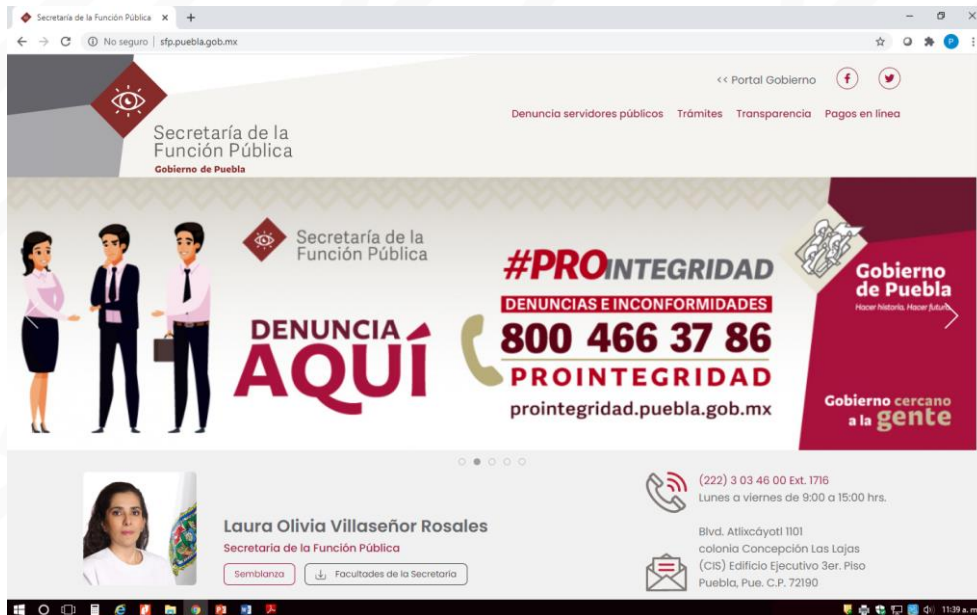 Secretaría de la Función Pública
No seguro | sfp.puebla.gob.mx
P
<< Portal Gobierno
Denuncia servidores públicos Trámites Transparencia Pagos en línea
Secretaría de la
Función Pública
Gobierno de Puebla
Secretaría de la
Función Pública
DENUNCIA
AQUÍ
#PROINTEGRIDAD
DENUNCIAS E INCONFORMIDADES
800 466 37 86
PROINTEGRIDAD
prointegridad.puebla.gob.mx
Gobierno
de Puebla
Hacer historia. Hacer futuro.
Gobierno cercano
a la gente
Laura Olivia Villaseñor Rosales
Secretaria de la Función Pública
Semblanza Facultades de la Secretaria
(222) 3 03 46 00 Ext. 1716
Lunes a viernes de 9:00 a 15:00 hrs.
Blvd. Atlixcáyotl 1101
colonia Concepción Las Lajas
(CIS) Edificio Ejecutivo 3er. Piso
Puebla, Pue. C.P. 72190
11:39 a. m.